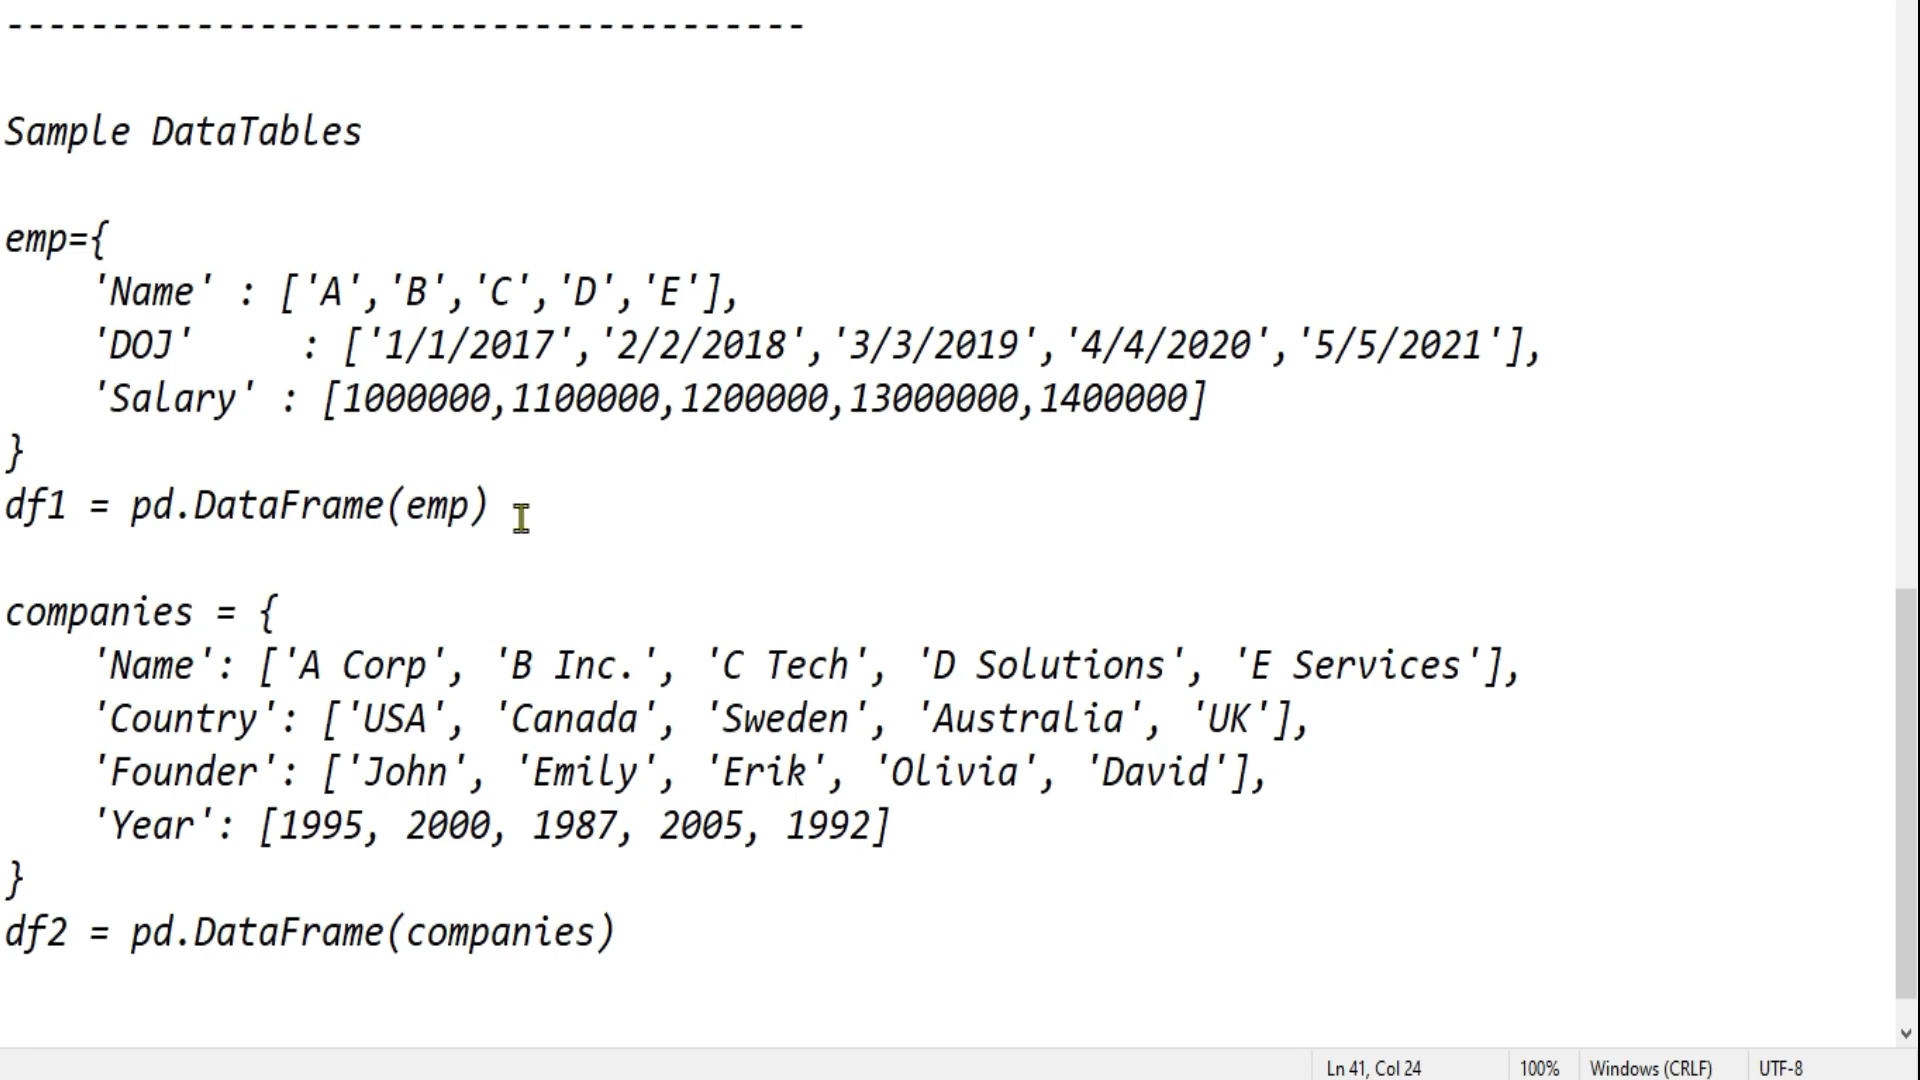 --------------------------------------
Sample DataTables
emp={
    'Name' : ['A','B','C','D','E'],
    'DOJ'     : ['1/1/2017','2/2/2018','3/3/2019','4/4/2020','5/5/2021'],
    'Salary' : [1000000,1100000,1200000,13000000,1400000]
}
df1 = pd.DataFrame(emp)
companies = {
    'Name': ['A Corp', 'B Inc.', 'C Tech', 'D Solutions', 'E Services'],
    'Country': ['USA', 'Canada', 'Sweden', 'Australia', 'UK'],
    'Founder': ['John', 'Emily', 'Erik', 'Olivia', 'David'],
    'Year': [1995, 2000, 1987, 2005, 1992]
}
df2 = pd.DataFrame(companies)
Ln 41, Col 24 100% Windows (CRLF) UTF-8